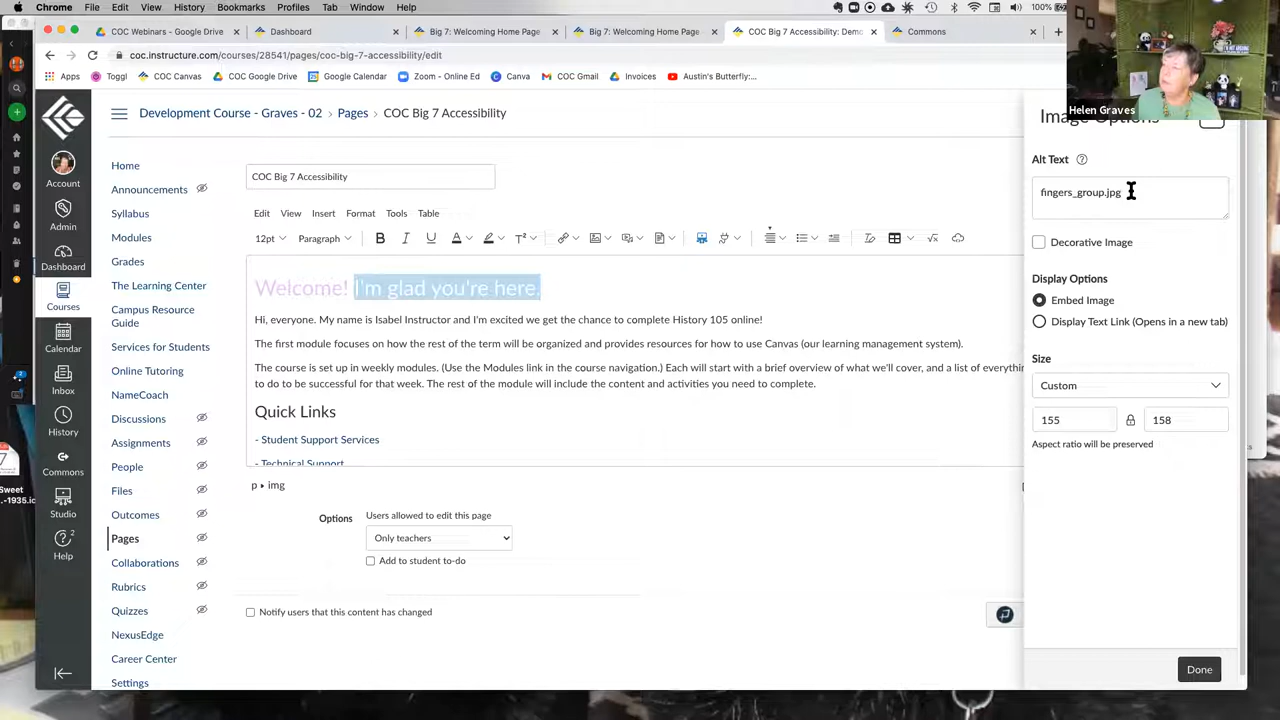 Chrome File Edit View History Bookmarks Profiles Tab Window Help 100%
COC Webinars - Google Drive × Dashboard × Big 7: Welcoming Home Page × Big 7: Welcoming Home Page × COC Big 7 Accessibility: Demo × Commons × +
coc.instructure.com/courses/28541/pages/coc-big-7-accessibility/edit
Apps Toggl COC Canvas COC Google Drive Google Calendar Zoom - Online Ed Canva COC Gmail Invoices Austin's Butterfly:...
Helen Graves
Development Course - Graves - 02 > Pages > COC Big 7 Accessibility
Account
Admin
Dashboard
Courses
Calendar
Inbox
History
Commons
Studio
2
Help
Home
Announcements
Syllabus
Modules
Grades
The Learning Center
Campus Resource
Guide
Services for Students
Online Tutoring
NameCoach
Discussions
Assignments
People
Files
Outcomes
Pages
Collaborations
Rubrics
Quizzes
NexusEdge
Career Center
Settings
COC Big 7 Accessibility
Edit View Insert Format Tools Table
12pt Paragraph B I U A T²
Welcome! I'm glad you're here.
Hi, everyone. My name is Isabel Instructor and I'm excited we get the chance to complete History 105 online!
The first module focuses on how the rest of the term will be organized and provides resources for how to use Canvas (our learning management system).
The course is set up in weekly modules. (Use the Modules link in the course navigation.) Each will start with a brief overview of what we'll cover, and a list of everythin
to do to be successful for that week. The rest of the module will include the content and activities you need to complete.
Quick Links
- Student Support Services
- Technical Support
p ▸ img
Options Users allowed to edit this page
Only teachers
Add to student to-do
Notify users that this content has changed
Image Options
Alt Text
fingers_group.jpg
Decorative Image
Display Options
Embed Image
Display Text Link (Opens in a new tab)
Size
Custom
155 158
Aspect ratio will be preserved
Done
Sweet
-1935.ic